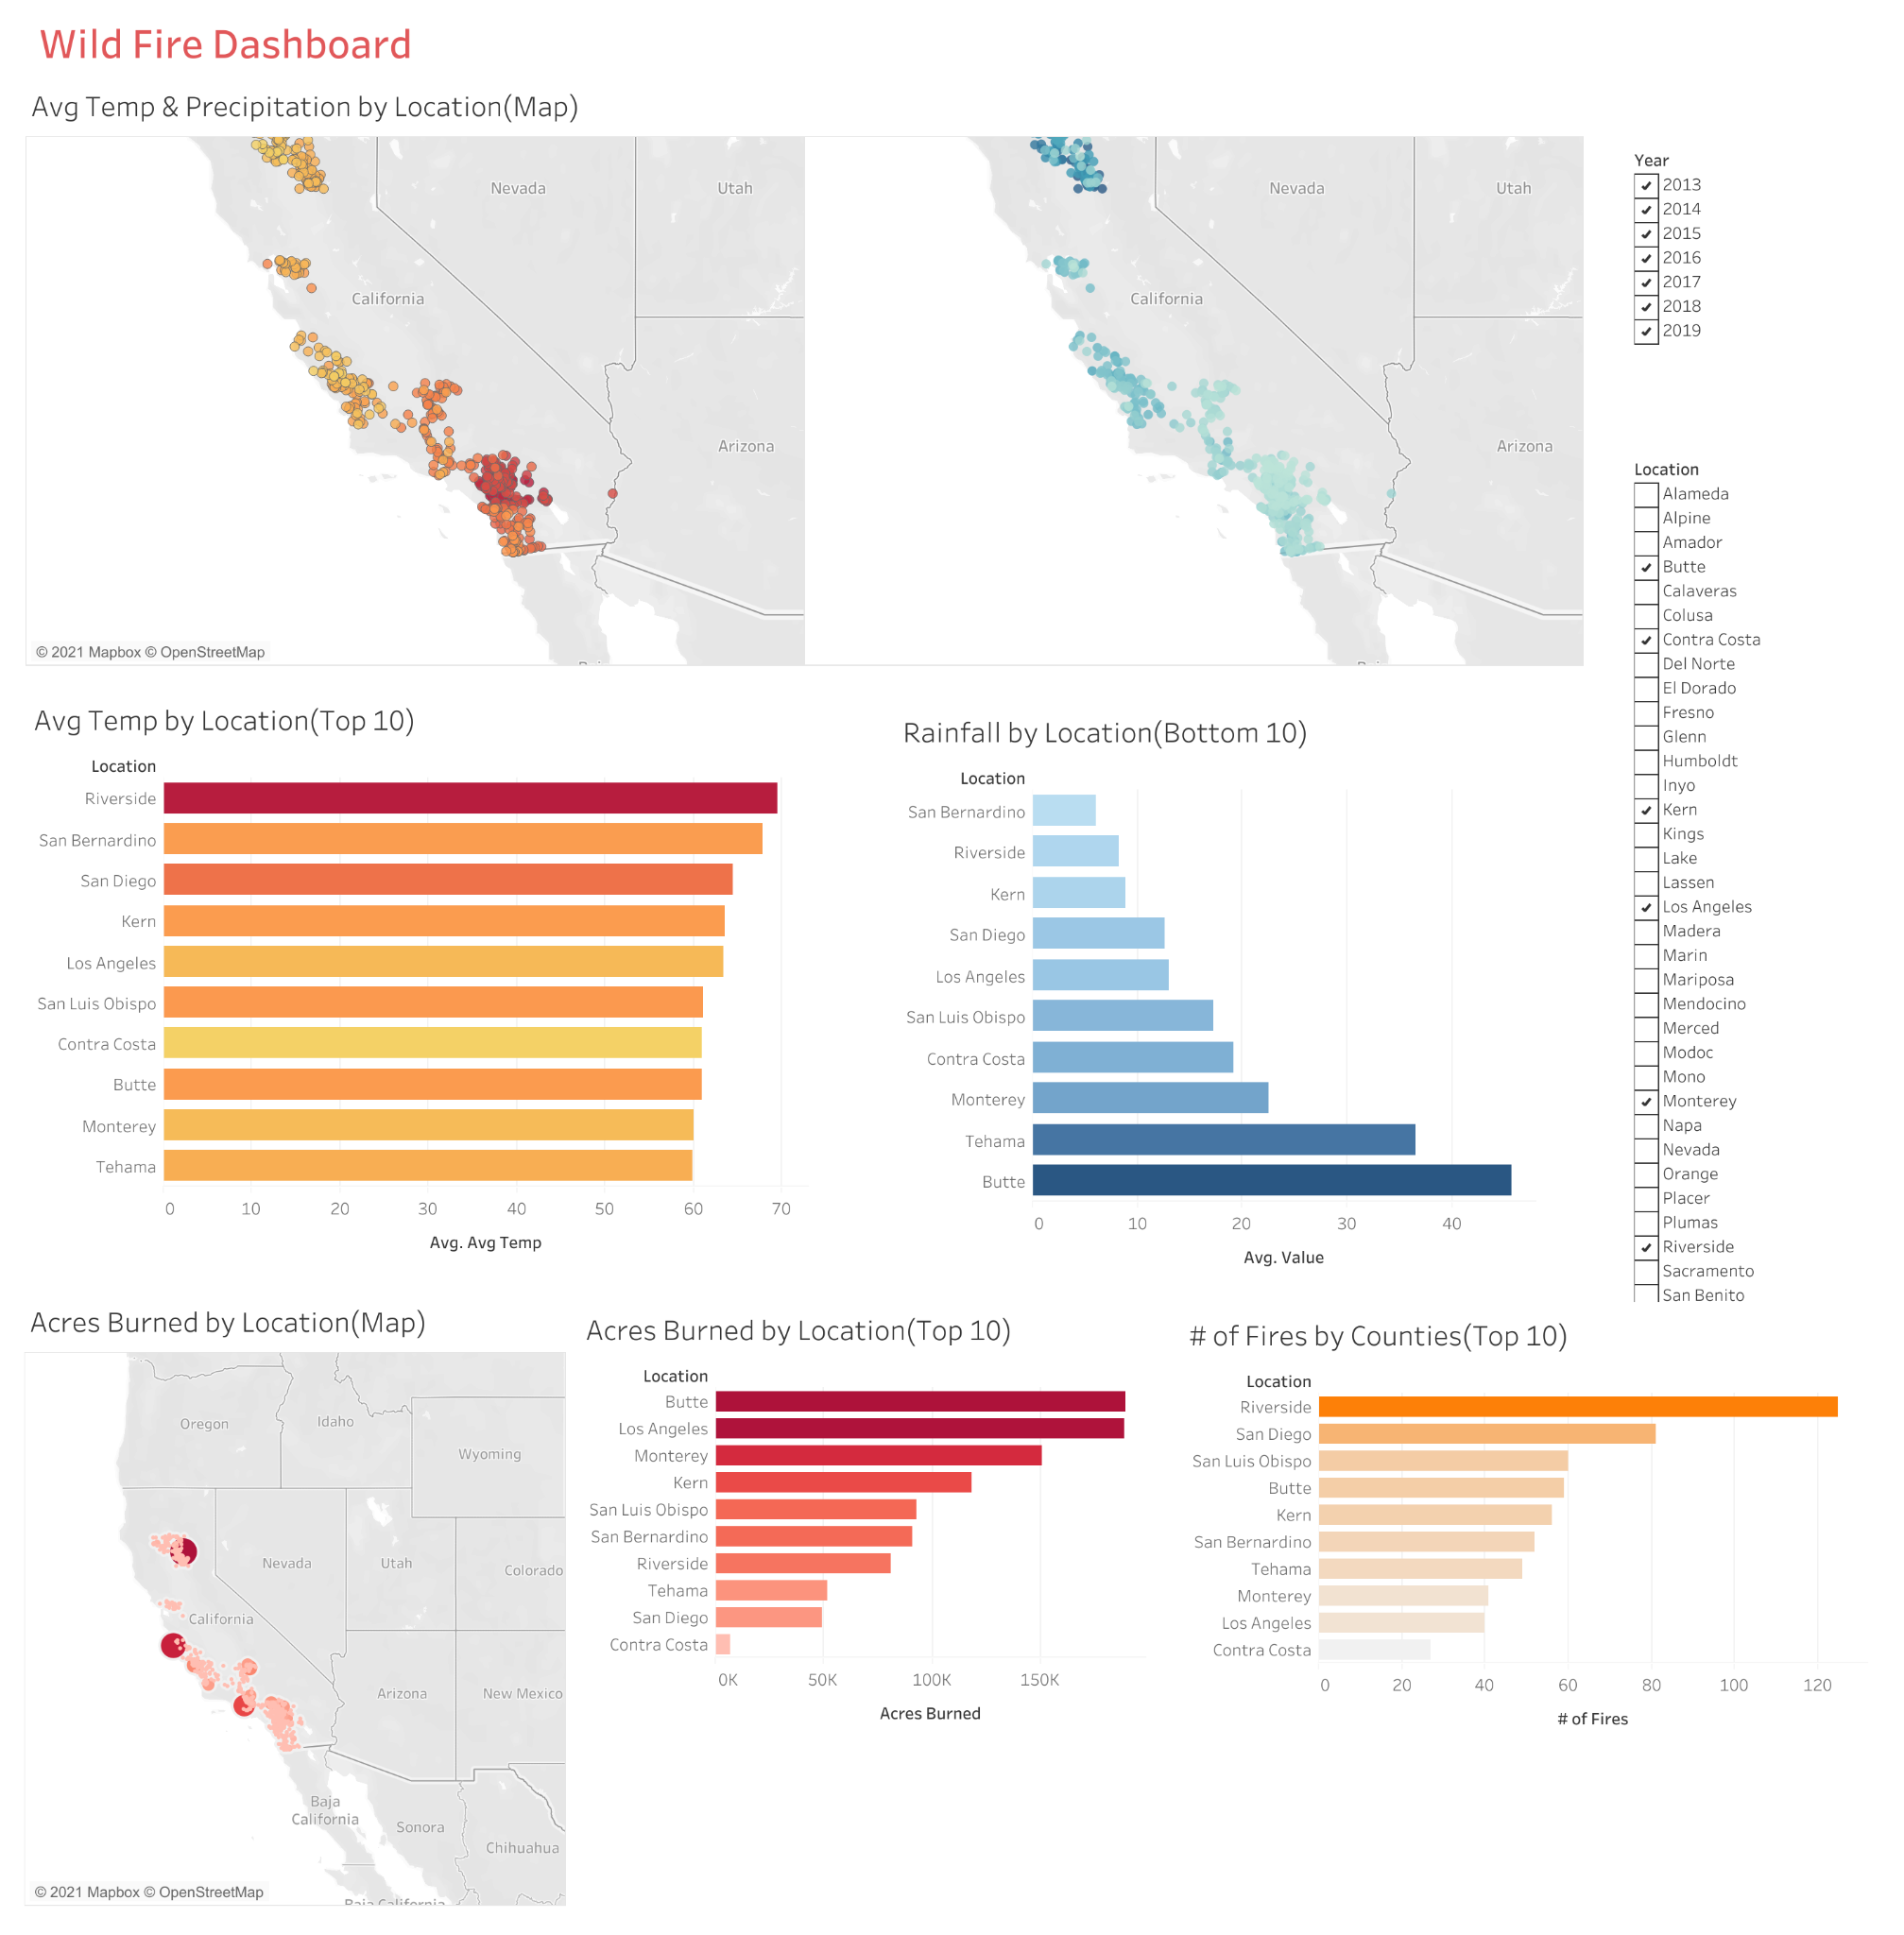 Wild Fire Dashboard
Avg Temp & Precipitation by Location(Map)
Nevada
Utah
California
Arizona
© 2021 Mapbox © OpenStreetMap
Nevada
Utah
California
Arizona
Year
2013
2014
2015
2016
2017
2018
2019
Location
Alameda
Alpine
Amador
Butte
Calaveras
Colusa
Contra Costa
Del Norte
El Dorado
Fresno
Glenn
Humboldt
Inyo
Kern
Kings
Lake
Lassen
Los Angeles
Madera
Marin
Mariposa
Mendocino
Merced
Modoc
Mono
Monterey
Napa
Nevada
Orange
Placer
Plumas
Riverside
Sacramento
San Benito
Avg Temp by Location(Top 10)
Location
Riverside
San Bernardino
San Diego
Kern
Los Angeles
San Luis Obispo
Contra Costa
Butte
Monterey
Tehama
0 10 20 30 40 50 60 70
Avg. Avg Temp
Rainfall by Location(Bottom 10)
Location
San Bernardino
Riverside
Kern
San Diego
Los Angeles
San Luis Obispo
Contra Costa
Monterey
Tehama
Butte
0 10 20 30 40
Avg. Value
Acres Burned by Location(Map)
Oregon
Idaho
Wyoming
Nevada
Utah
Colorado
California
Arizona
New Mexico
Baja
California
Sonora
Chihuahua
Baja California
© 2021 Mapbox © OpenStreetMap
Acres Burned by Location(Top 10)
Location
Butte
Los Angeles
Monterey
Kern
San Luis Obispo
San Bernardino
Riverside
Tehama
San Diego
Contra Costa
0K 50K 100K 150K
Acres Burned
# of Fires by Counties(Top 10)
Location
Riverside
San Diego
San Luis Obispo
Butte
Kern
San Bernardino
Tehama
Monterey
Los Angeles
Contra Costa
0 20 40 60 80 100 120
# of Fires